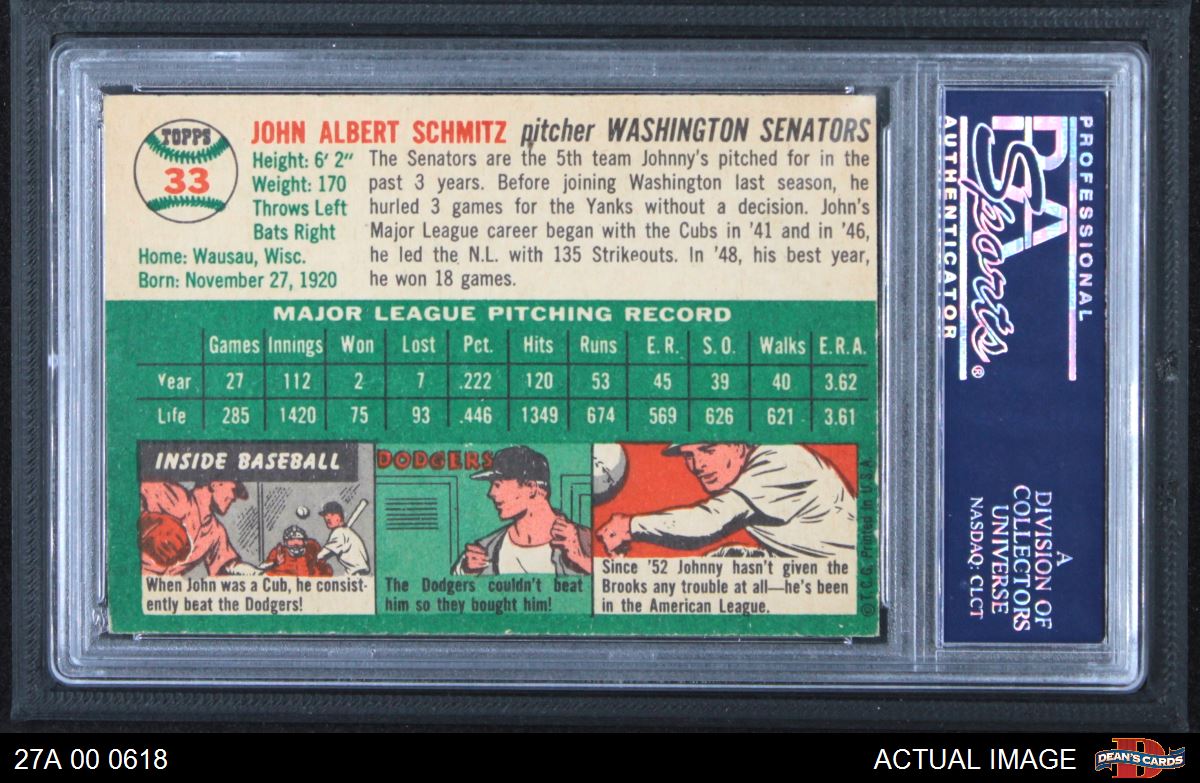 TOPPS
33
JOHN ALBERT SCHMITZ pitcher WASHINGTON SENATORS
Height: 6' 2"
Weight: 170
Throws Left
Bats Right
Home: Wausau, Wisc.
Born: November 27, 1920
The Senators are the 5th team Johnny's pitched for in the
past 3 years. Before joining Washington last season, he
hurled 3 games for the Yanks without a decision. John's
Major League career began with the Cubs in '41 and in '46,
he led the N.L. with 135 Strikeouts. In '48, his best year,
he won 18 games.
MAJOR LEAGUE PITCHING RECORD
Games Innings Won Lost Pct. Hits Runs E.R. S.O. Walks E.R.A.
Year 27 112 2 7 .222 120 53 45 39 40 3.62
Life 285 1420 75 93 .446 1349 674 569 626 621 3.61
INSIDE BASEBALL
When John was a Cub, he consist-
ently beat the Dodgers!
DODGERS
The Dodgers couldn't beat
him so they bought him!
Since '52 Johnny hasn't given the
Brooks any trouble at all—he's been
in the American League.
© T.C.G. Printed in U.S.A.
PROFESSIONAL
PSA
Sports®
AUTHENTICATOR
A
DIVISION OF
COLLECTORS
UNIVERSE
NASDAQ: CLCT
27A 00 0618
ACTUAL IMAGE
D
DEAN'S CARDS